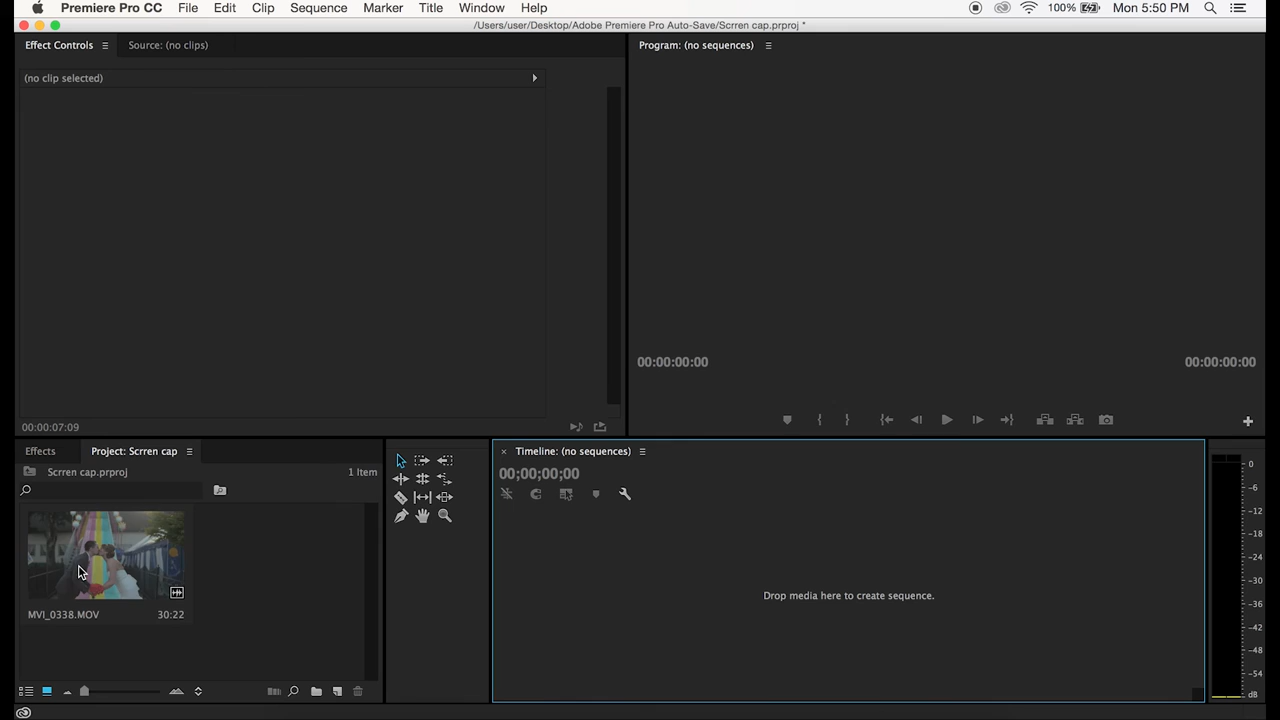 Premiere Pro CC File Edit Clip Sequence Marker Title Window Help 100% Mon 5:50 PM
/Users/user/Desktop/Adobe Premiere Pro Auto-Save/Scrren cap.prproj *
Effect Controls Source: (no clips) Program: (no sequences)
(no clip selected)
00:00:00:00 00:00:00:00
00:00:07:09
Effects Project: Scrren cap Timeline: (no sequences)
Scrren cap.prproj 1 Item 00;00;00;00
Drop media here to create sequence.
MVI_0338.MOV 30:22
0
-6
-12
-18
-24
-30
-36
-42
-48
-54
dB